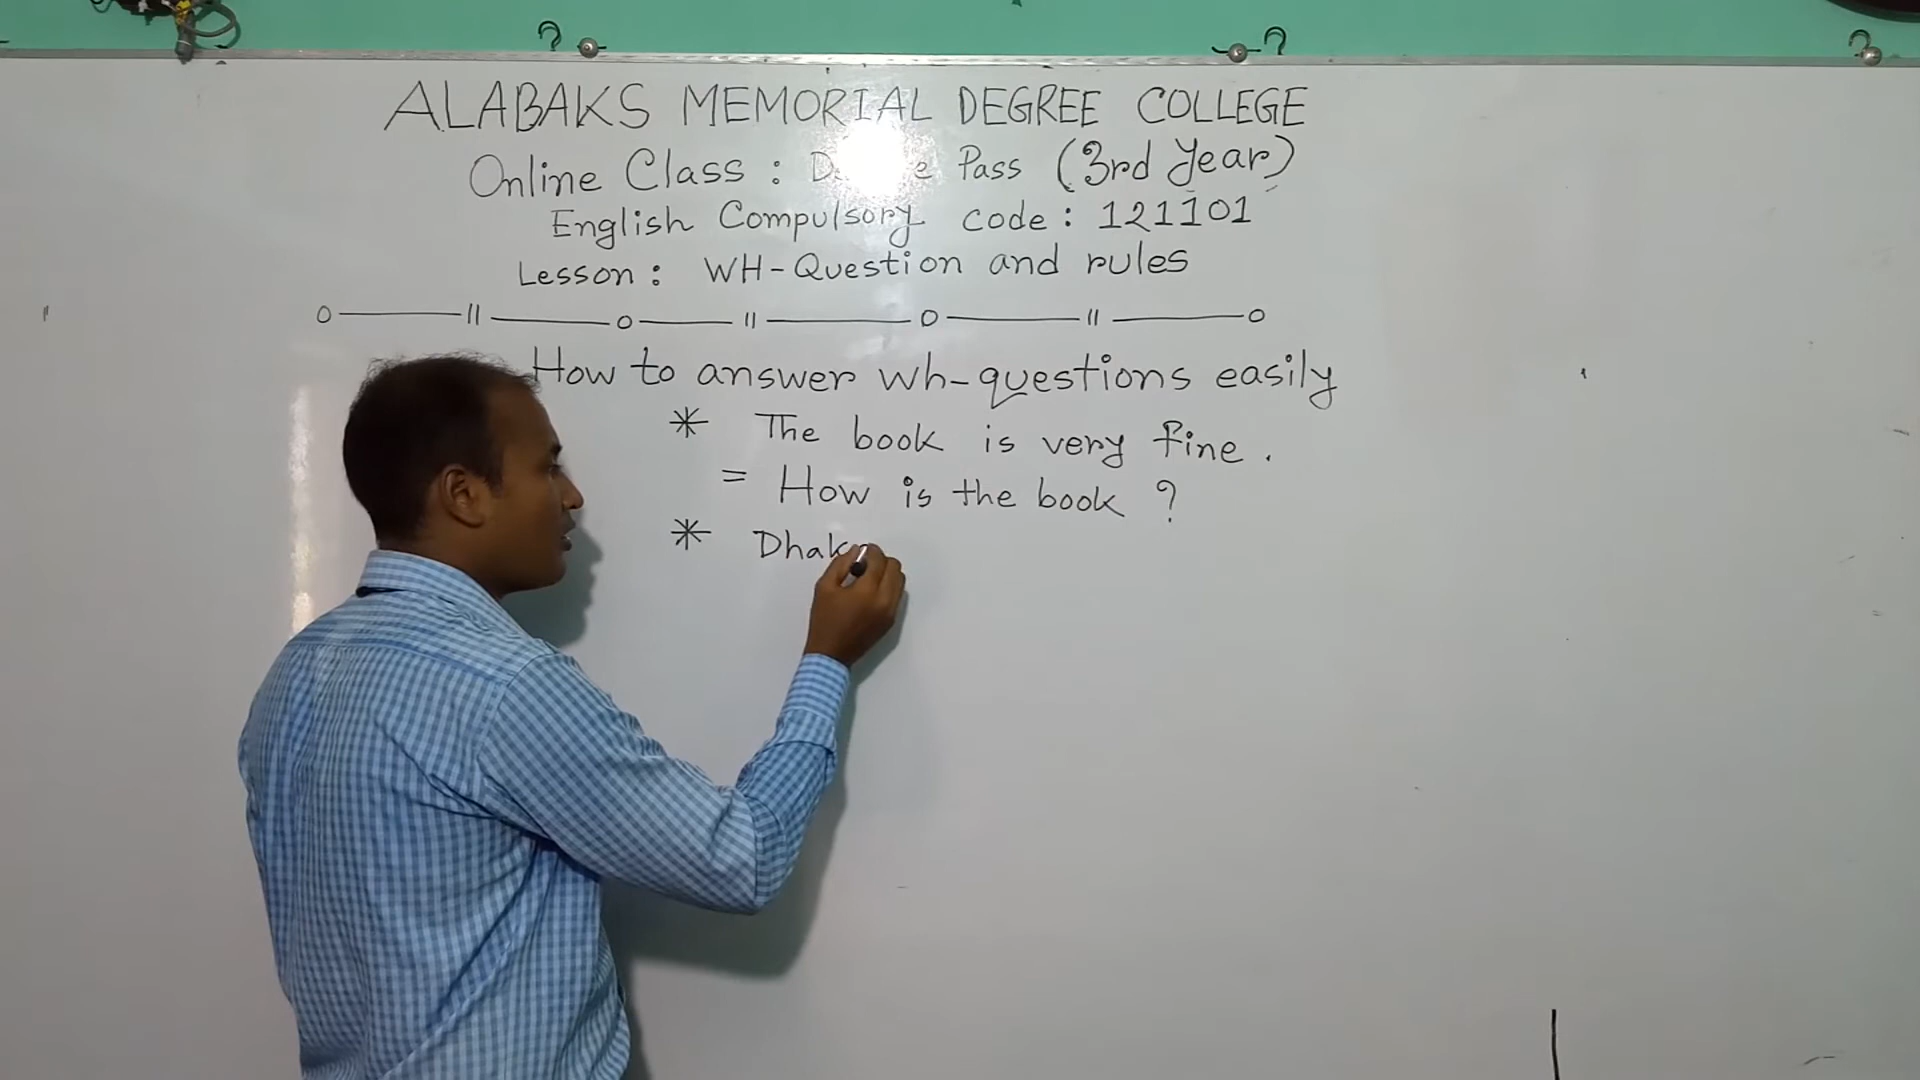 ALABAKS MEMORIAL DEGREE COLLEGE
Online Class : Pass (3rd Year)
English Compulsory code : 121101
Lesson : WH-Question and rules
How to answer wh-questions easily
* The book is very fine.
= How is the book ?
* Dhaka